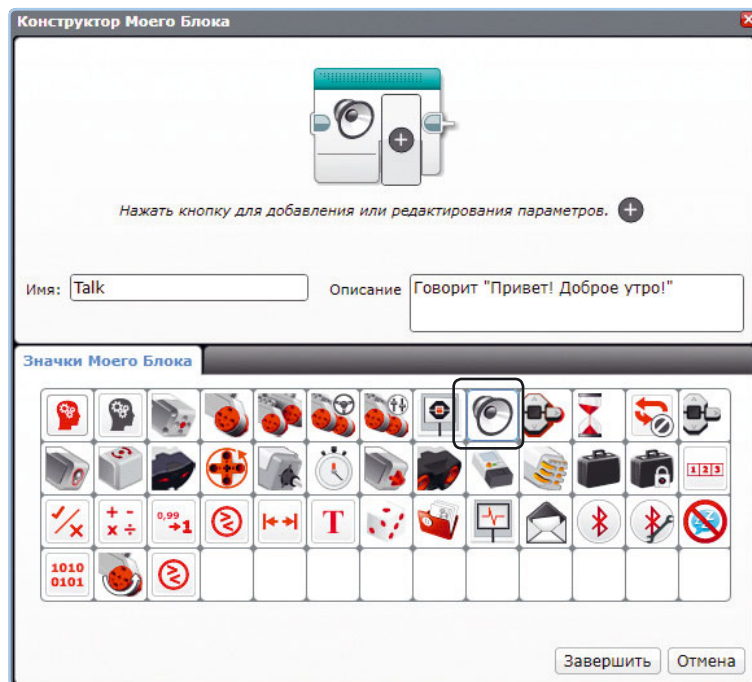 Конструктор Моего Блока
Нажать кнопку для добавления или редактирования параметров.
Имя: Talk
Описание Говорит "Привет! Доброе утро!"
Значки Моего Блока
1 2 3
+ -
x ÷
0,99
→1
T
1010
0101
Завершить Отмена